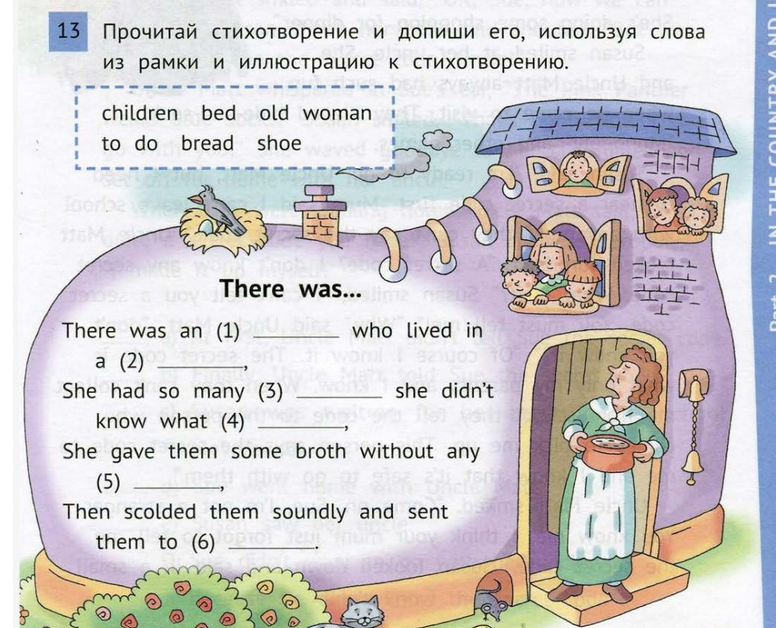 13
Прочитай стихотворение и допиши его, используя слова
из рамки и иллюстрацию к стихотворению.
children bed old woman
to do bread shoe
There was...
There was an (1) ________ who lived in
a (2) ________,
She had so many (3) ________ she didn't
know what (4) ________,
She gave them some broth without any
(5) ________,
Then scolded them soundly and sent
them to (6) ________.
IN THE COUNTRY AND